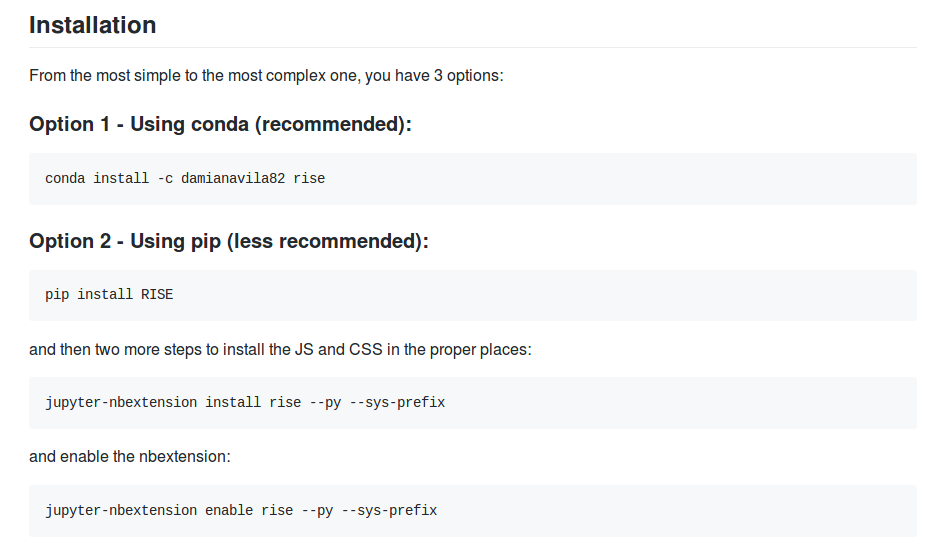 Installation
From the most simple to the most complex one, you have 3 options:
Option 1 - Using conda (recommended):
conda install -c damianavila82 rise
Option 2 - Using pip (less recommended):
pip install RISE
and then two more steps to install the JS and CSS in the proper places:
jupyter-nbextension install rise --py --sys-prefix
and enable the nbextension:
jupyter-nbextension enable rise --py --sys-prefix